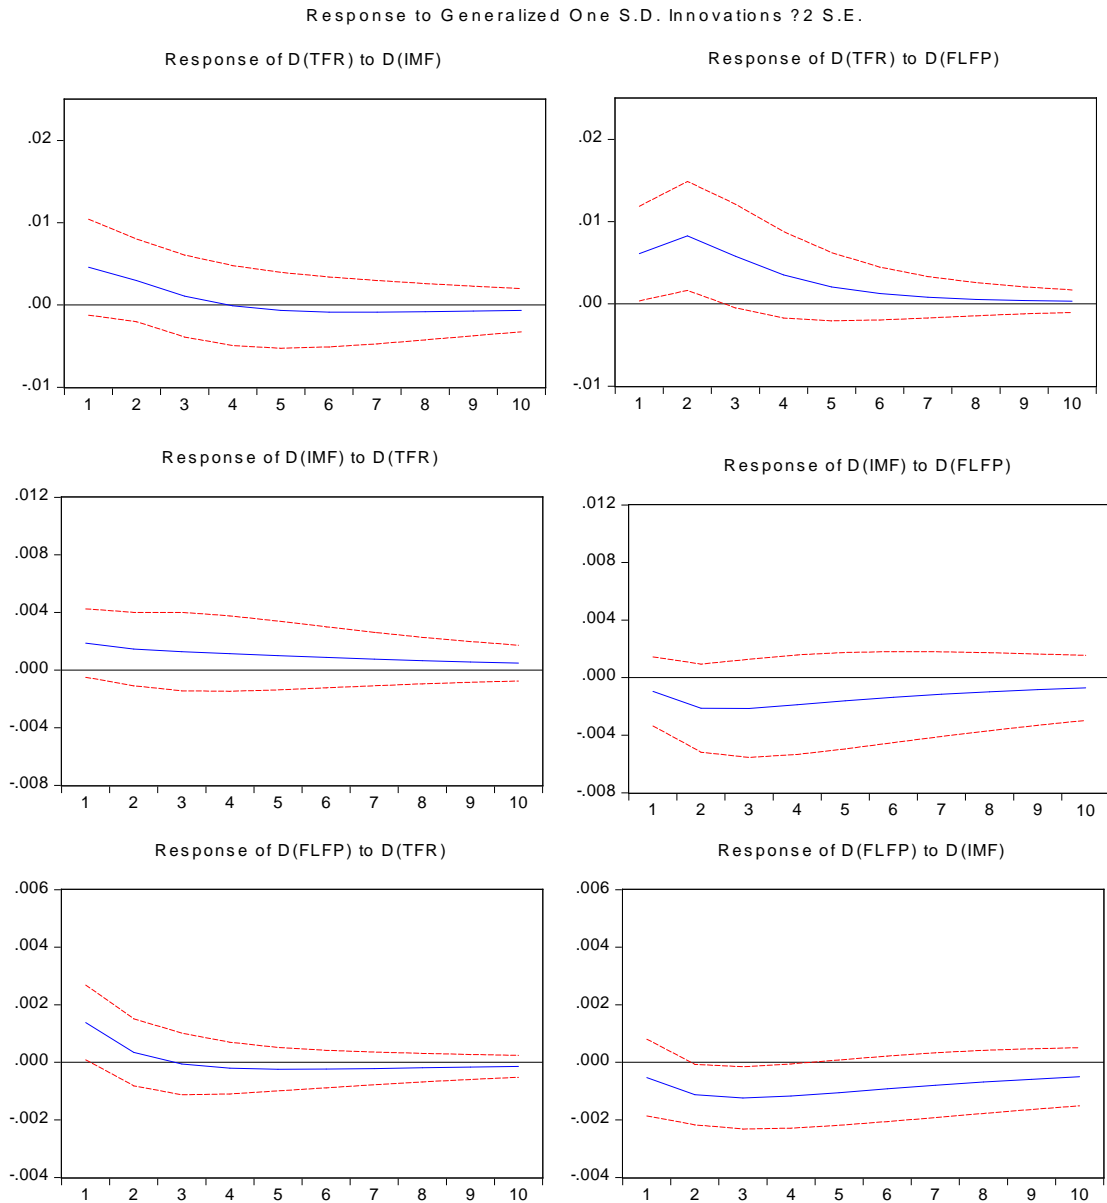 Response to Generalized One S.D. Innovations ?2 S.E.
Response of D(TFR) to D(IMF)
.02
.01
.00
-.01
1 2 3 4 5 6 7 8 9 10
Response of D(TFR) to D(FLFP)
.02
.01
.00
-.01
1 2 3 4 5 6 7 8 9 10
Response of D(IMF) to D(TFR)
.012
.008
.004
.000
-.004
-.008
1 2 3 4 5 6 7 8 9 10
Response of D(IMF) to D(FLFP)
.012
.008
.004
.000
-.004
-.008
1 2 3 4 5 6 7 8 9 10
Response of D(FLFP) to D(TFR)
.006
.004
.002
.000
-.002
-.004
1 2 3 4 5 6 7 8 9 10
Response of D(FLFP) to D(IMF)
.006
.004
.002
.000
-.002
-.004
1 2 3 4 5 6 7 8 9 10